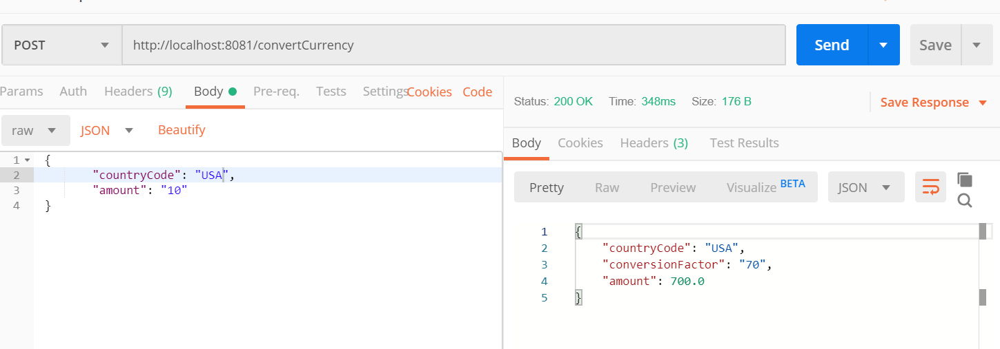 POST http://localhost:8081/convertCurrency Send Save
Params Auth Headers (9) Body Pre-req. Tests Settings Cookies Code
raw JSON Beautify
1 {
2 "countryCode": "USA",
3 "amount": "10"
4 }
Status: 200 OK Time: 348ms Size: 176 B Save Response
Body Cookies Headers (3) Test Results
Pretty Raw Preview Visualize BETA JSON
1 {
2 "countryCode": "USA",
3 "conversionFactor": "70",
4 "amount": 700.0
5 }